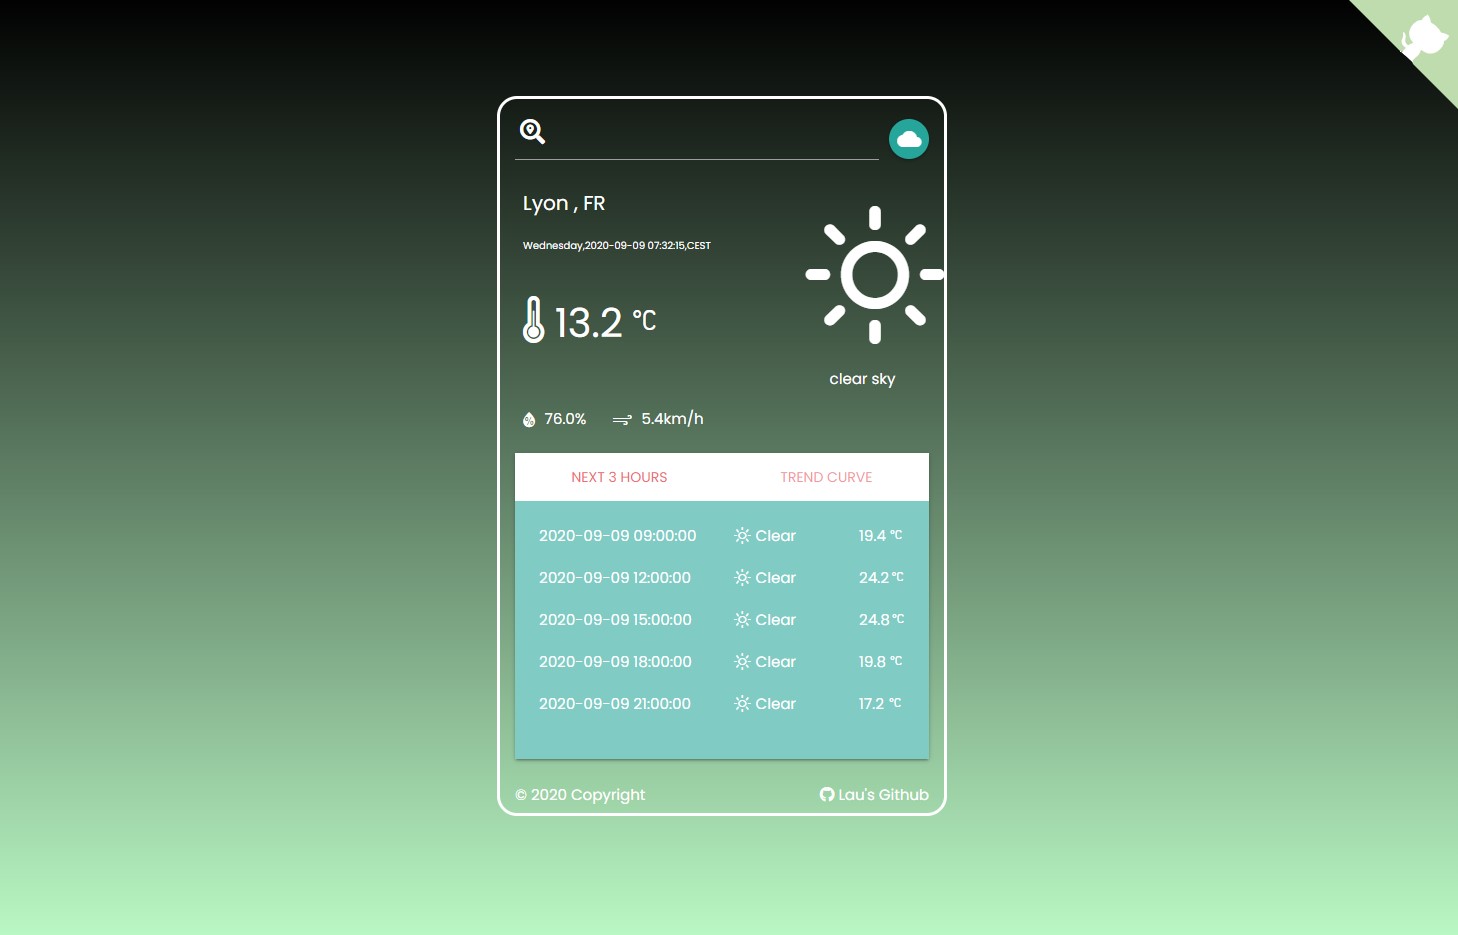 Lyon , FR
Wednesday,2020-09-09 07:32:15,CEST
13.2 °C
clear sky
76.0% 5.4km/h
NEXT 3 HOURS TREND CURVE
2020-09-09 09:00:00 Clear 19.4 °C
2020-09-09 12:00:00 Clear 24.2 °C
2020-09-09 15:00:00 Clear 24.8 °C
2020-09-09 18:00:00 Clear 19.8 °C
2020-09-09 21:00:00 Clear 17.2 °C
© 2020 Copyright Lau's Github